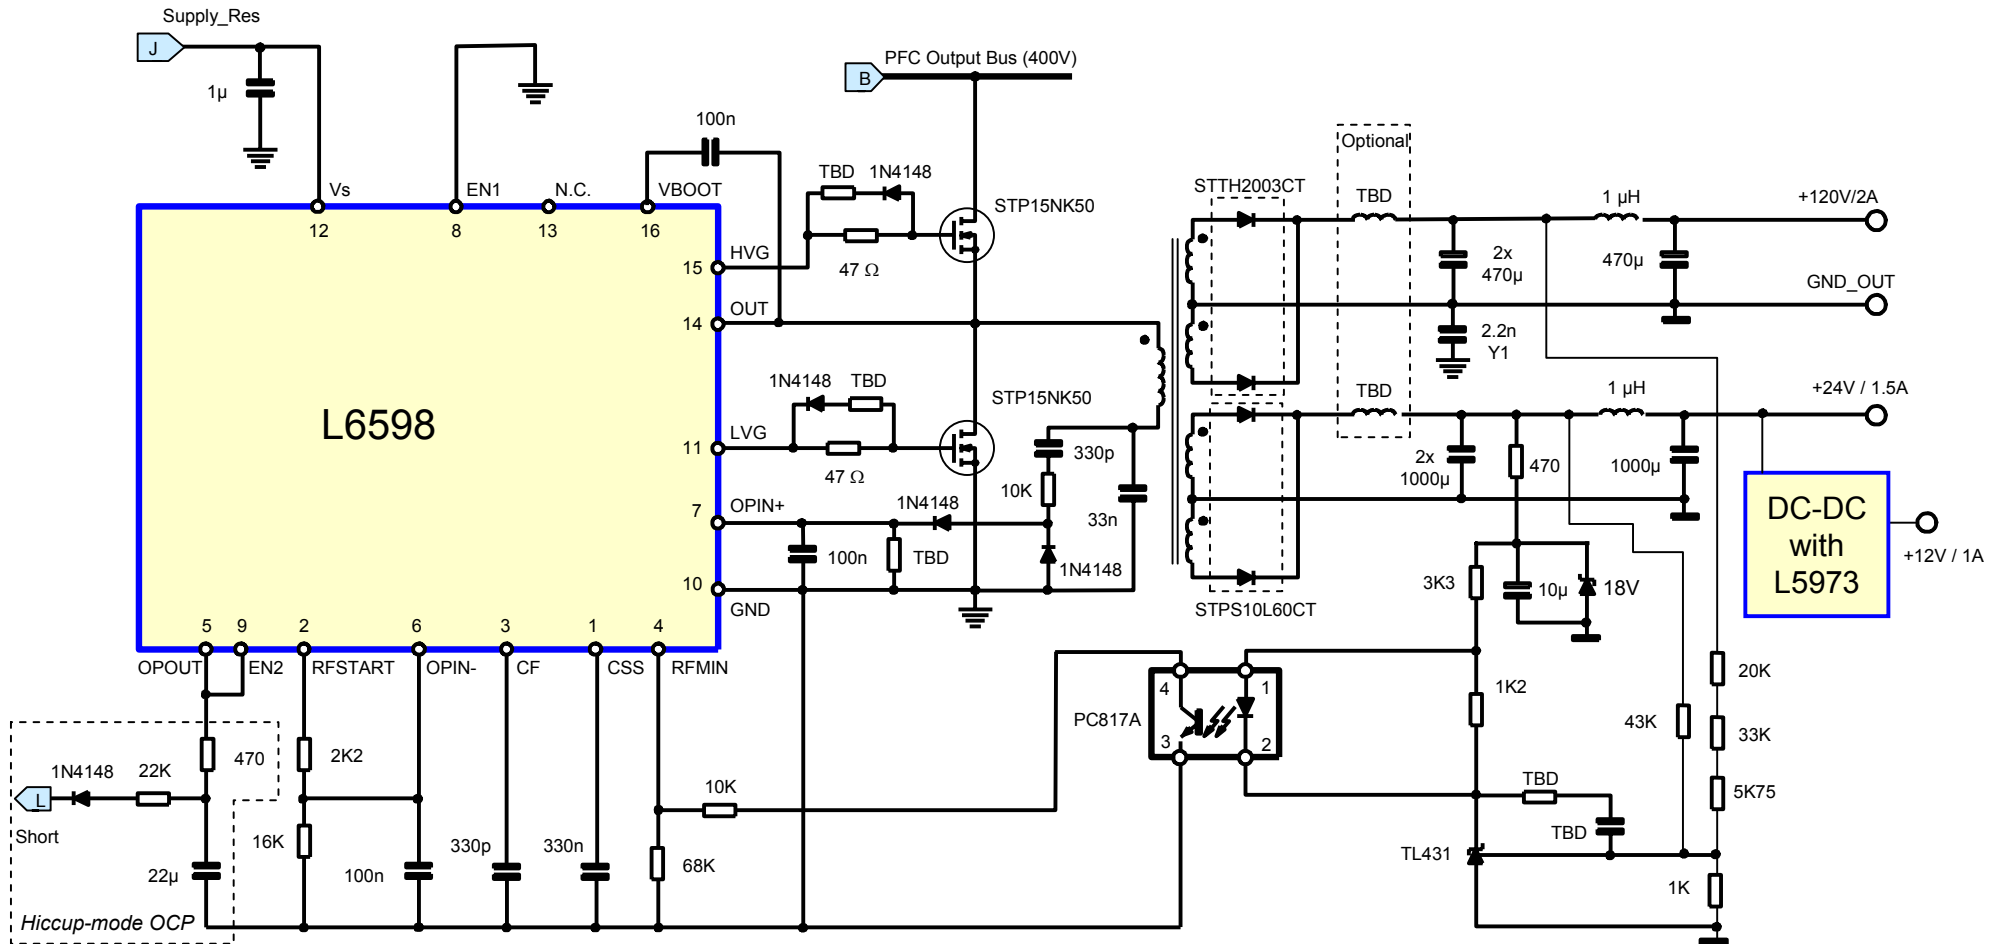 Supply_Res
J
1µ
PFC Output Bus (400V)
B
100n
Optional
Vs
EN1
N.C.
VBOOT
12
8
13
16
TBD
1N4148
STP15NK50
47 Ω
15
HVG
14
OUT
L6598
1N4148
TBD
STP15NK50
11
LVG
47 Ω
7
OPIN+
1N4148
10K
330p
33n
100n
TBD
1N4148
10
GND
STTH2003CT
TBD
1 µH
+120V/2A
2x
470µ
470µ
GND_OUT
2.2n
Y1
TBD
1 µH
+24V / 1.5A
2x
1000µ
470
1000µ
DC-DC
with
L5973
+12V / 1A
STPS10L60CT
3K3
10µ
18V
5
9
2
6
3
1
4
OPOUT
EN2
RFSTART
OPIN-
CF
CSS
RFMIN
4
1
PC817A
3
2
1K2
20K
43K
33K
5K75
470
2K2
1N4148
22K
L
Short
10K
TBD
TBD
16K
330p
330n
68K
TL431
22µ
100n
1K
Hiccup-mode OCP